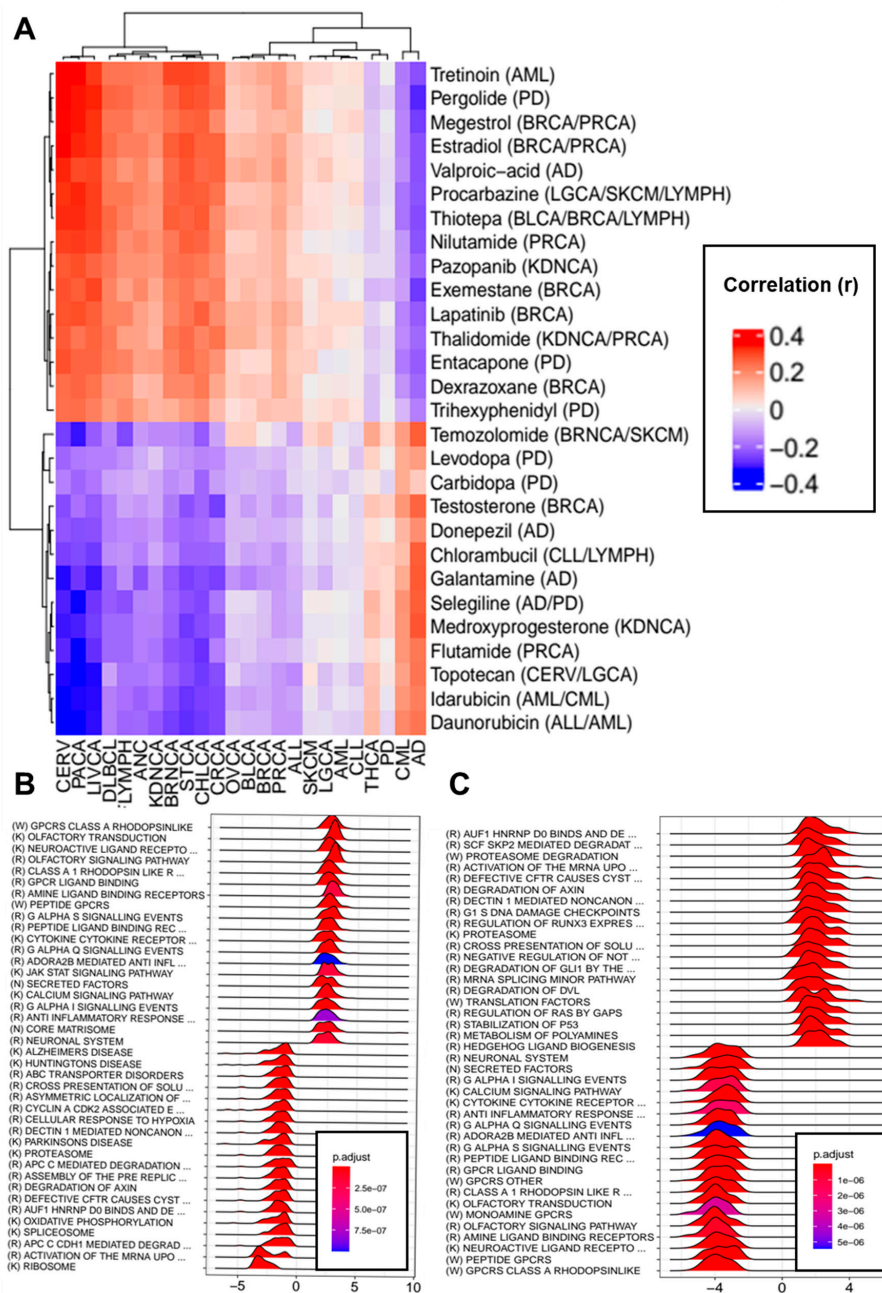 A
Tretinoin (AML)
Pergolide (PD)
Megestrol (BRCA/PRCA)
Estradiol (BRCA/PRCA)
Valproic-acid (AD)
Procarbazine (LGCA/SKCM/LYMPH)
Thiotepa (BLCA/BRCA/LYMPH)
Nilutamide (PRCA)
Pazopanib (KDNCA)
Exemestane (BRCA)
Lapatinib (BRCA)
Thalidomide (KDNCA/PRCA)
Entacapone (PD)
Dexrazoxane (BRCA)
Trihexyphenidyl (PD)
Temozolomide (BRNCA/SKCM)
Levodopa (PD)
Carbidopa (PD)
Testosterone (BRCA)
Donepezil (AD)
Chlorambucil (CLL/LYMPH)
Galantamine (AD)
Selegiline (AD/PD)
Medroxyprogesterone (KDNCA)
Flutamide (PRCA)
Topotecan (CERV/LGCA)
Idarubicin (AML/CML)
Daunorubicin (ALL/AML)
Correlation (r)
0.4
0.2
0
-0.2
-0.4
CERV
PACA
LIVCA
DLBCL
LYMPH
ANC
KDNCA
BRNCA
STCA
CHLCA
CRCA
OVCA
BLCA
BRCA
PRCA
ALL
SKCM
LGCA
AML
CLL
THCA
PD
CML
AD
B
(W) GPCRS CLASS A RHODOPSINLIKE
(K) OLFACTORY TRANSDUCTION
(K) NEUROACTIVE LIGAND RECEPTO ...
(R) OLFACTORY SIGNALING PATHWAY
(R) CLASS A 1 RHODOPSIN LIKE R ...
(R) GPCR LIGAND BINDING
(R) AMINE LIGAND BINDING RECEPTORS
(W) PEPTIDE GPCRS
(R) G ALPHA S SIGNALLING EVENTS
(R) PEPTIDE LIGAND BINDING REC ...
(K) CYTOKINE CYTOKINE RECEPTOR ...
(R) G ALPHA Q SIGNALLING EVENTS
(R) ADORA2B MEDIATED ANTI INFL ...
(K) JAK STAT SIGNALING PATHWAY
(N) SECRETED FACTORS
(K) CALCIUM SIGNALING PATHWAY
(R) G ALPHA I SIGNALLING EVENTS
(R) ANTI INFLAMMATORY RESPONSE ...
(N) CORE MATRISOME
(R) NEURONAL SYSTEM
(K) ALZHEIMERS DISEASE
(K) HUNTINGTONS DISEASE
(R) ABC TRANSPORTER DISORDERS
(R) CROSS PRESENTATION OF SOLU ...
(R) ASYMMETRIC LOCALIZATION OF ...
(R) CYCLIN A CDK2 ASSOCIATED E ...
(R) CELLULAR RESPONSE TO HYPOXIA
(R) DECTIN 1 MEDIATED NONCANON ...
(K) PARKINSONS DISEASE
(K) PROTEASOME
(R) APC C MEDIATED DEGRADATION ...
(R) ASSEMBLY OF THE PRE REPLIC ...
(R) DEGRADATION OF AXIN
(R) DEFECTIVE CFTR CAUSES CYST ...
(R) AUF1 HNRNP D0 BINDS AND DE ...
(K) OXIDATIVE PHOSPHORYLATION
(K) SPLICEOSOME
(R) APC C CDH1 MEDIATED DEGRAD ...
(R) ACTIVATION OF THE MRNA UPO ...
(K) RIBOSOME
p.adjust
2.5e-07
5.0e-07
7.5e-07
-5
0
5
10
C
(R) AUF1 HNRNP D0 BINDS AND DE ...
(R) SCF SKP2 MEDIATED DEGRADAT ...
(W) PROTEASOME DEGRADATION
(R) ACTIVATION OF THE MRNA UPO ...
(R) DEFECTIVE CFTR CAUSES CYST ...
(R) DEGRADATION OF AXIN
(R) DECTIN 1 MEDIATED NONCANON ...
(R) G1 S DNA DAMAGE CHECKPOINTS
(R) REGULATION OF RUNX3 EXPRES ...
(K) PROTEASOME
(R) CROSS PRESENTATION OF SOLU ...
(R) NEGATIVE REGULATION OF NOT ...
(R) DEGRADATION OF GLI1 BY THE ...
(R) MRNA SPLICING MINOR PATHWAY
(R) DEGRADATION OF DVL
(W) TRANSLATION FACTORS
(R) REGULATION OF RAS BY GAPS
(R) STABILIZATION OF P53
(R) METABOLISM OF POLYAMINES
(R) HEDGEHOG LIGAND BIOGENESIS
(R) NEURONAL SYSTEM
(N) SECRETED FACTORS
(R) G ALPHA I SIGNALLING EVENTS
(K) CALCIUM SIGNALING PATHWAY
(K) CYTOKINE CYTOKINE RECEPTOR ...
(R) ANTI INFLAMMATORY RESPONSE ...
(R) G ALPHA Q SIGNALLING EVENTS
(R) ADORA2B MEDIATED ANTI INFL ...
(R) G ALPHA S SIGNALLING EVENTS
(R) PEPTIDE LIGAND BINDING REC ...
(R) GPCR LIGAND BINDING
(W) GPCRS OTHER
(R) CLASS A 1 RHODOPSIN LIKE R ...
(K) OLFACTORY TRANSDUCTION
(W) MONOAMINE GPCRS
(R) OLFACTORY SIGNALING PATHWAY
(R) AMINE LIGAND BINDING RECEPTORS
(K) NEUROACTIVE LIGAND RECEPTO ...
(W) PEPTIDE GPCRS
(W) GPCRS CLASS A RHODOPSINLIKE
p.adjust
1e-06
2e-06
3e-06
4e-06
5e-06
-4
0
4